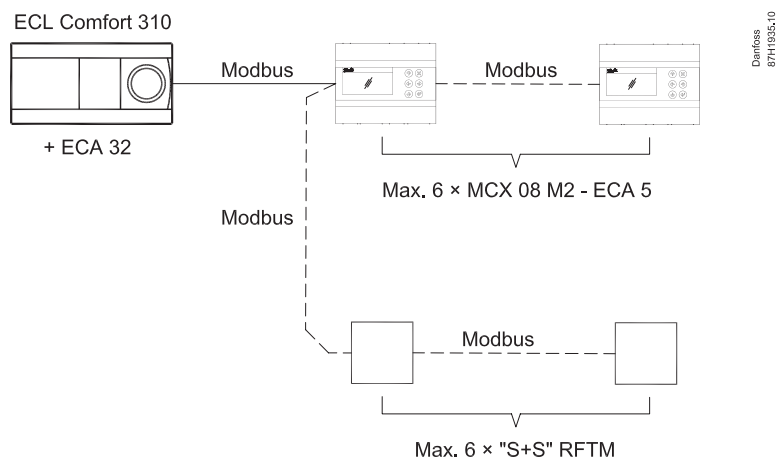 ECL Comfort 310
+ ECA 32
Modbus
Modbus
Max. 6 × MCX 08 M2 - ECA 5
Modbus
Modbus
Max. 6 × "S+S" RFTM
Danfoss
87H1935.10